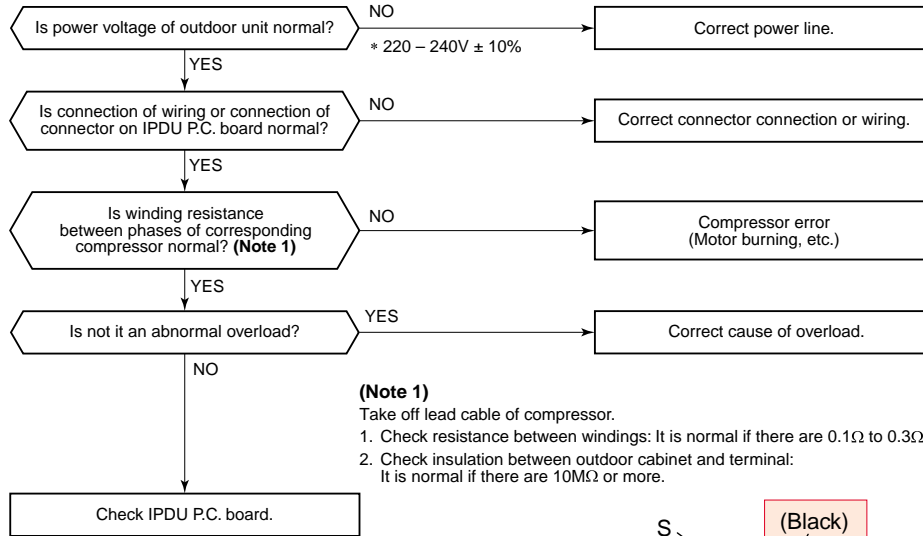 Is power voltage of outdoor unit normal?
NO
* 220 – 240V ± 10%
Correct power line.
YES
Is connection of wiring or connection of
connector on IPDU P.C. board normal?
NO
Correct connector connection or wiring.
YES
Is winding resistance
between phases of corresponding
compressor normal? (Note 1)
NO
Compressor error
(Motor burning, etc.)
YES
Is not it an abnormal overload?
YES
Correct cause of overload.
NO
(Note 1)
Take off lead cable of compressor.
1. Check resistance between windings: It is normal if there are 0.1Ω to 0.3Ω
2. Check insulation between outdoor cabinet and terminal:
It is normal if there are 10MΩ or more.
Check IPDU P.C. board.
S
(Black)